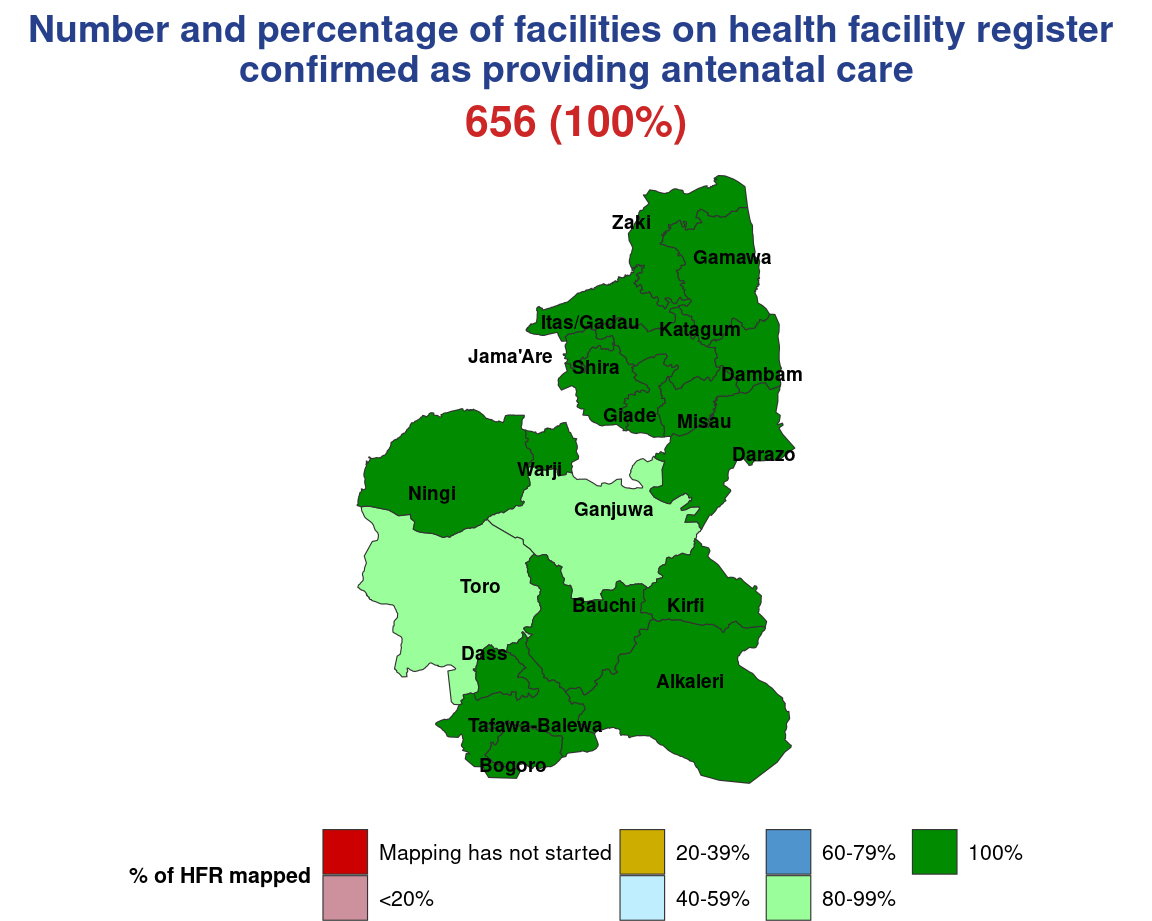 Number and percentage of facilities on health facility register
confirmed as providing antenatal care
656 (100%)
Zaki
Gamawa
Itas/Gadau
Katagum
Jama'Are
Shira
Dambam
Giade
Misau
Darazo
Warji
Ningi
Ganjuwa
Toro
Bauchi
Kirfi
Dass
Alkaleri
Tafawa-Balewa
Bogoro
% of HFR mapped
Mapping has not started
<20%
20-39%
40-59%
60-79%
80-99%
100%